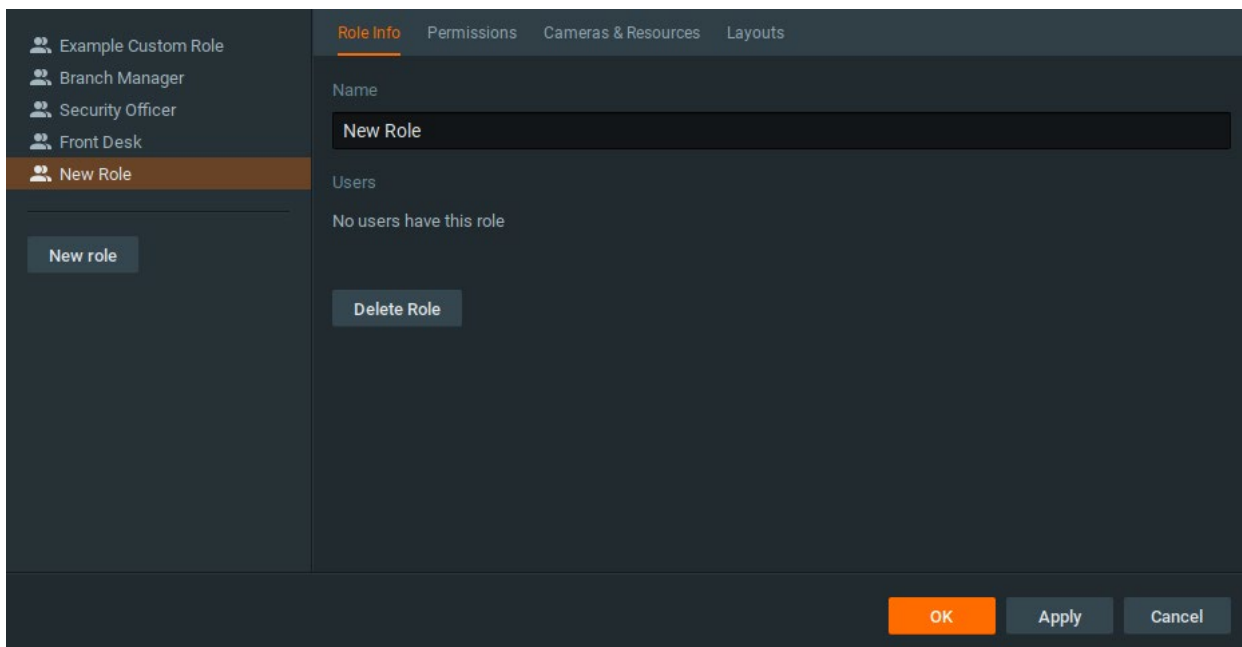 Example Custom Role
Branch Manager
Security Officer
Front Desk
New Role
New role
Role Info Permissions Cameras & Resources Layouts
Name
New Role
Users
No users have this role
Delete Role
OK Apply Cancel